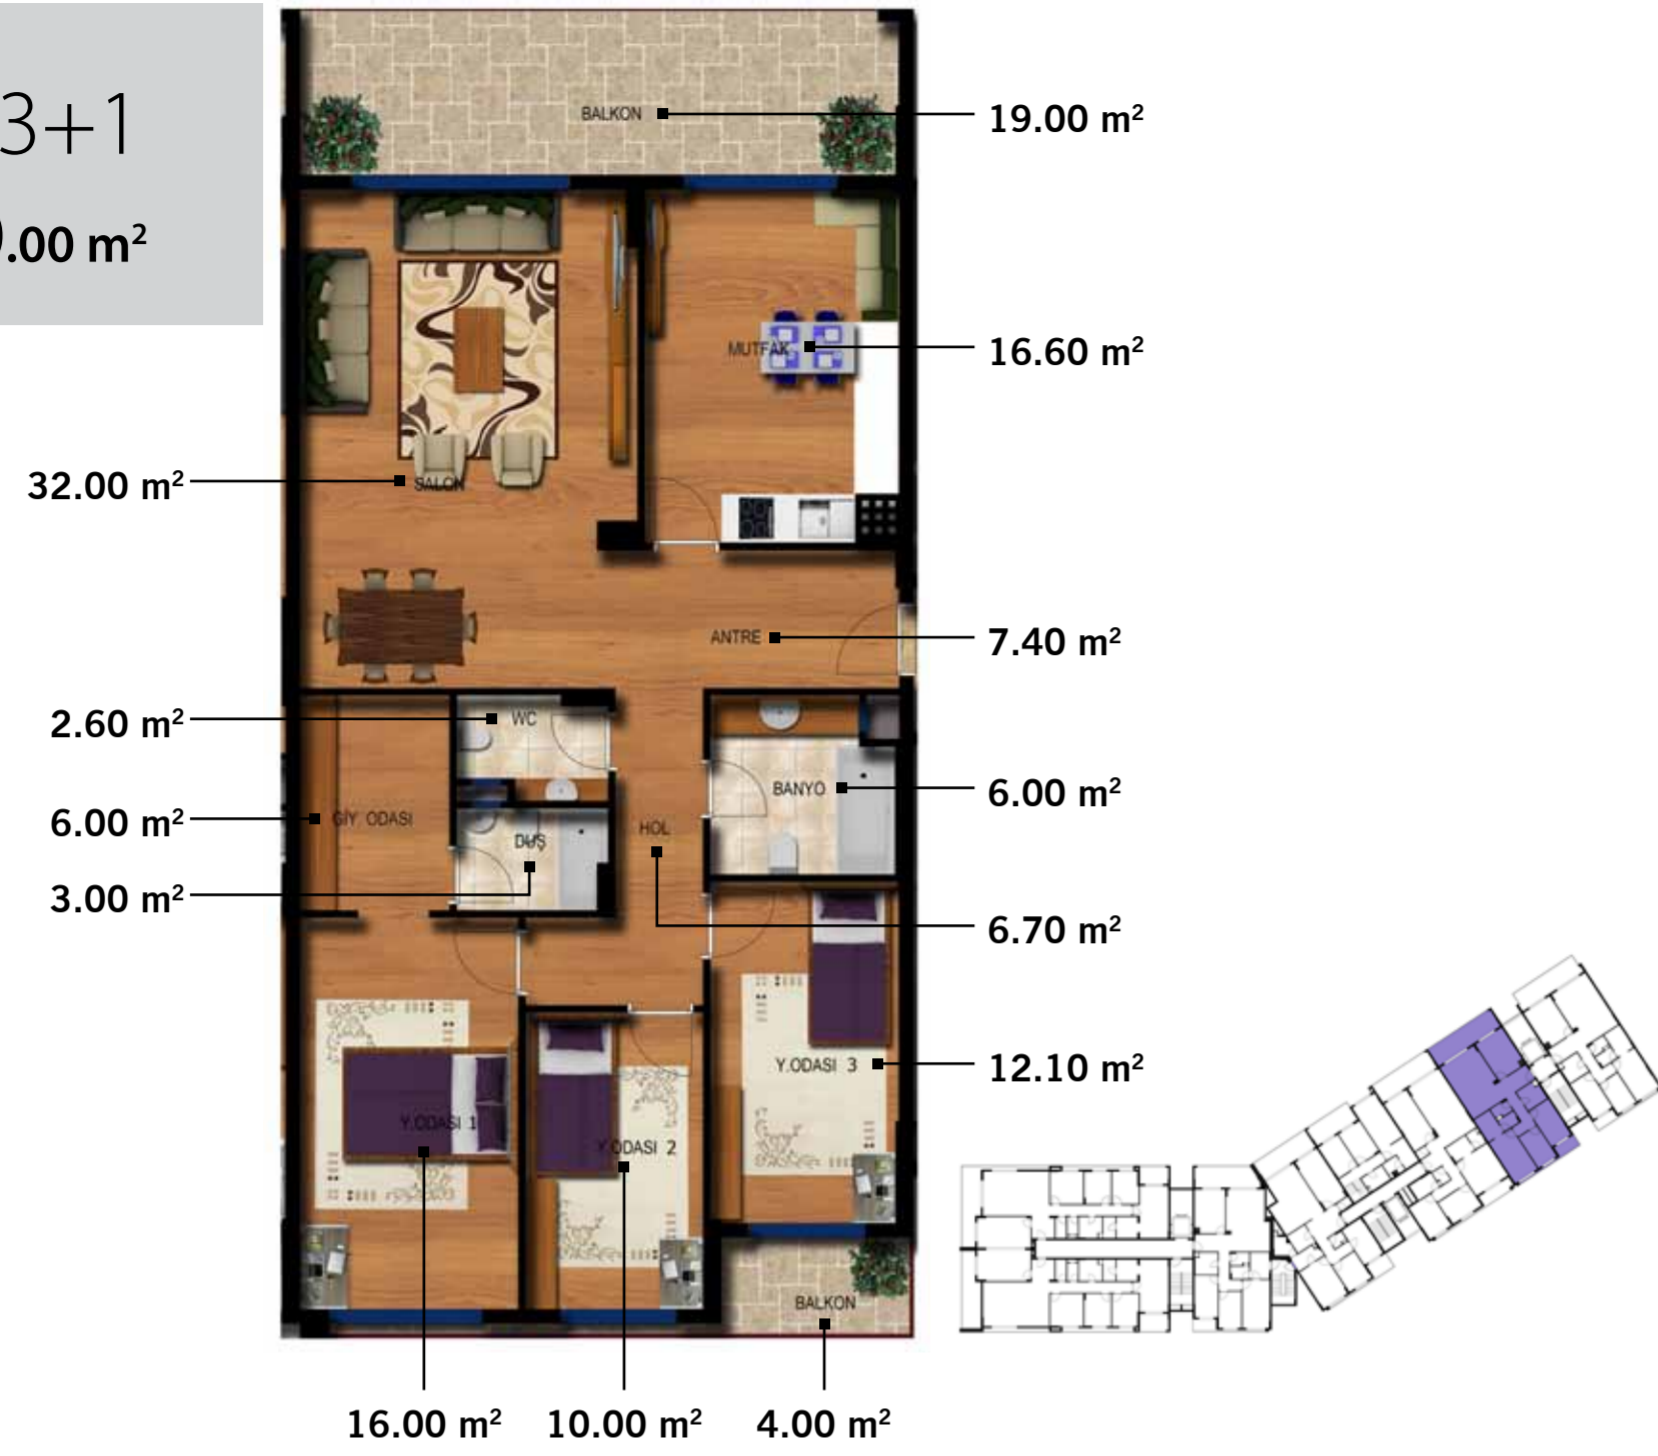 3+1
.00 m²
BALKON
19.00 m²
MUTFAK
16.60 m²
32.00 m²
SALON
ANTRE
7.40 m²
2.60 m²
WC
BANYO
6.00 m²
6.00 m²
GİY. ODASI
HOL
DUŞ
3.00 m²
6.70 m²
Y.ODASI 3
12.10 m²
Y.ODASI 1
Y.ODASI 2
BALKON
16.00 m²
10.00 m²
4.00 m²